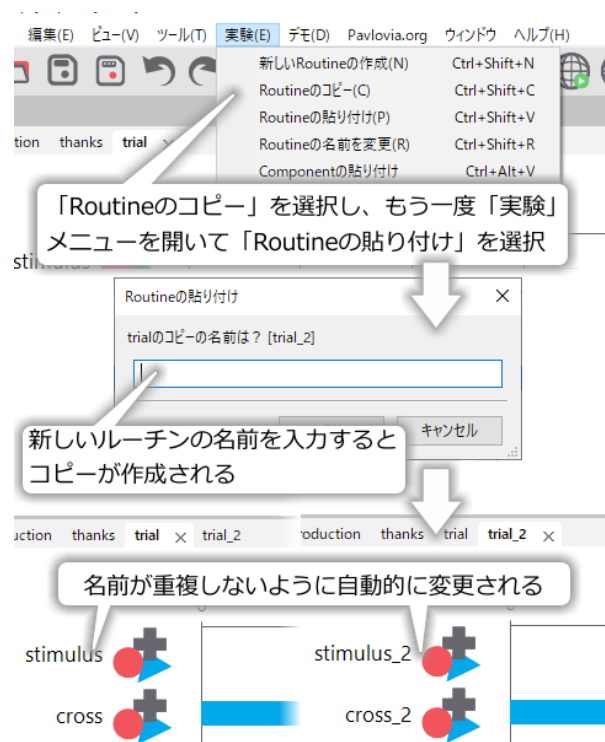 編集(E) ビュー(V) ツール(T) 実験(E) デモ(D) Pavlovia.org ウィンドウ ヘルプ(H)
新しいRoutineの作成(N) Ctrl+Shift+N
Routineのコピー(C) Ctrl+Shift+C
Routineの貼り付け(P) Ctrl+Shift+V
tion thanks trial Routineの名前を変更(R) Ctrl+Shift+R
Componentの貼り付け Ctrl+Alt+V
「Routineのコピー」を選択し、もう一度「実験」
メニューを開いて「Routineの貼り付け」を選択
Routineの貼り付け
trialのコピーの名前は? [trial_2]
キャンセル
新しいルーチンの名前を入力すると
コピーが作成される
uction thanks trial × trial_2 roduction thanks trial trial_2 ×
名前が重複しないように自動的に変更される
stimulus stimulus_2
cross cross_2